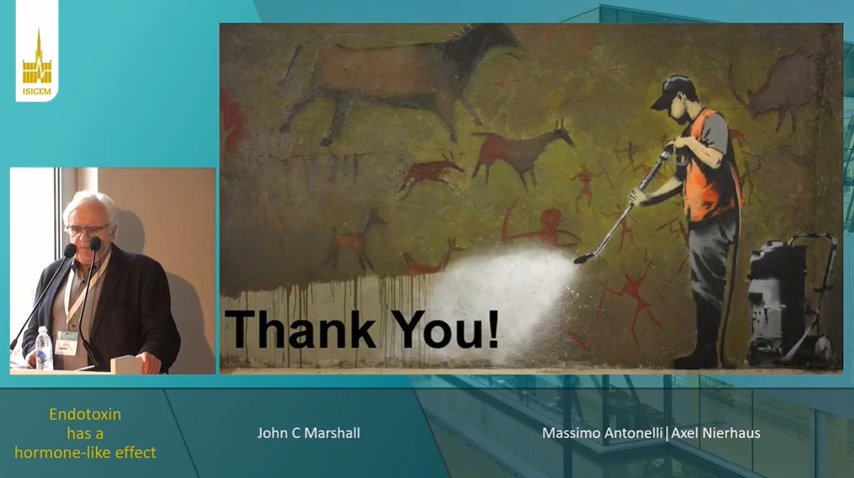 ISICEM
Thank You!
Endotoxin
has a
hormone-like effect
John C Marshall
Massimo Antonelli|Axel Nierhaus